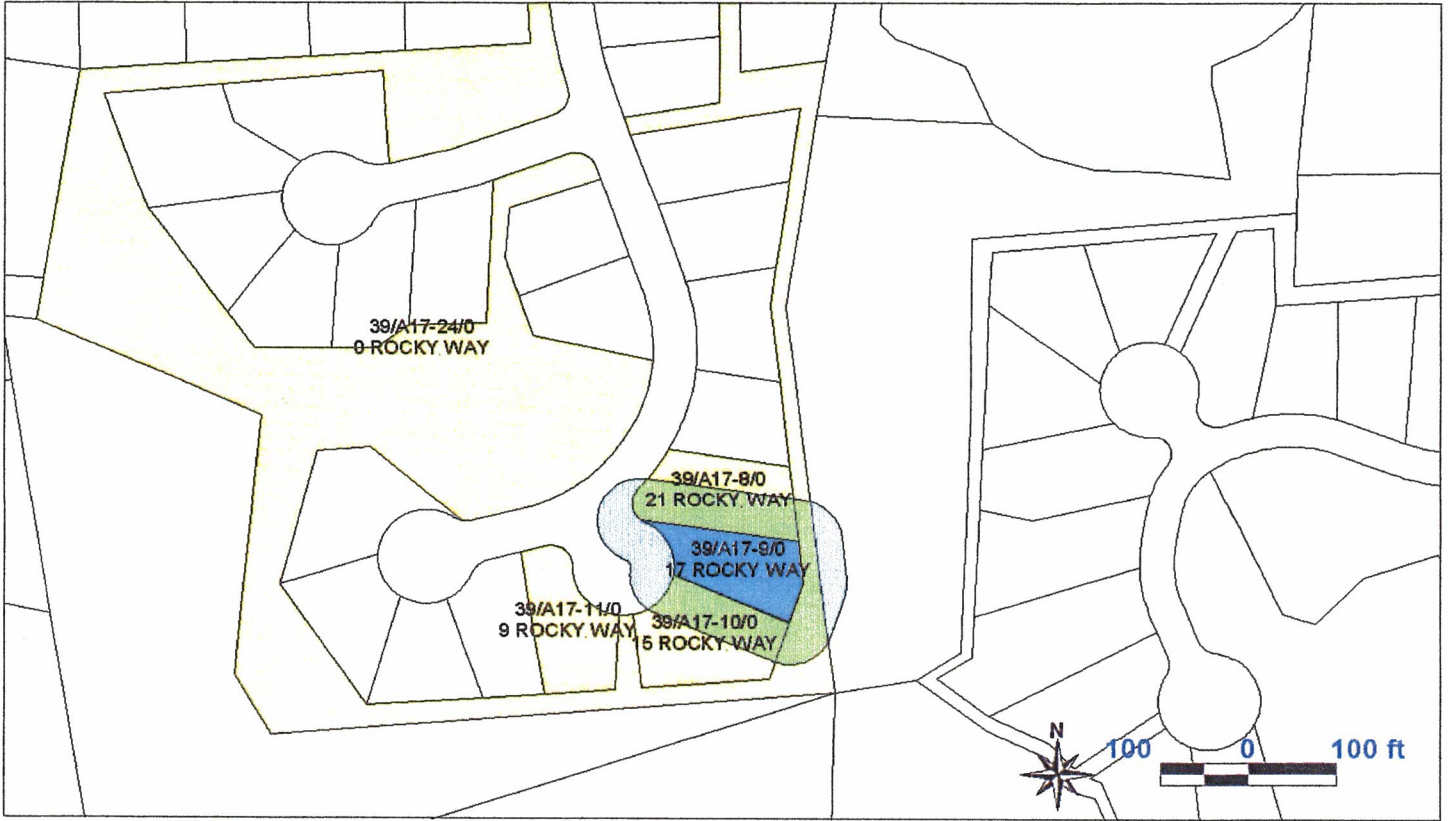 39/A17-24/0
0 ROCKY WAY
39/A17-8/0
21 ROCKY WAY
39/A17-9/0
17 ROCKY WAY
39/A17-11/0
9 ROCKY WAY
39/A17-10/0
15 ROCKY WAY
N
100 0 100 ft